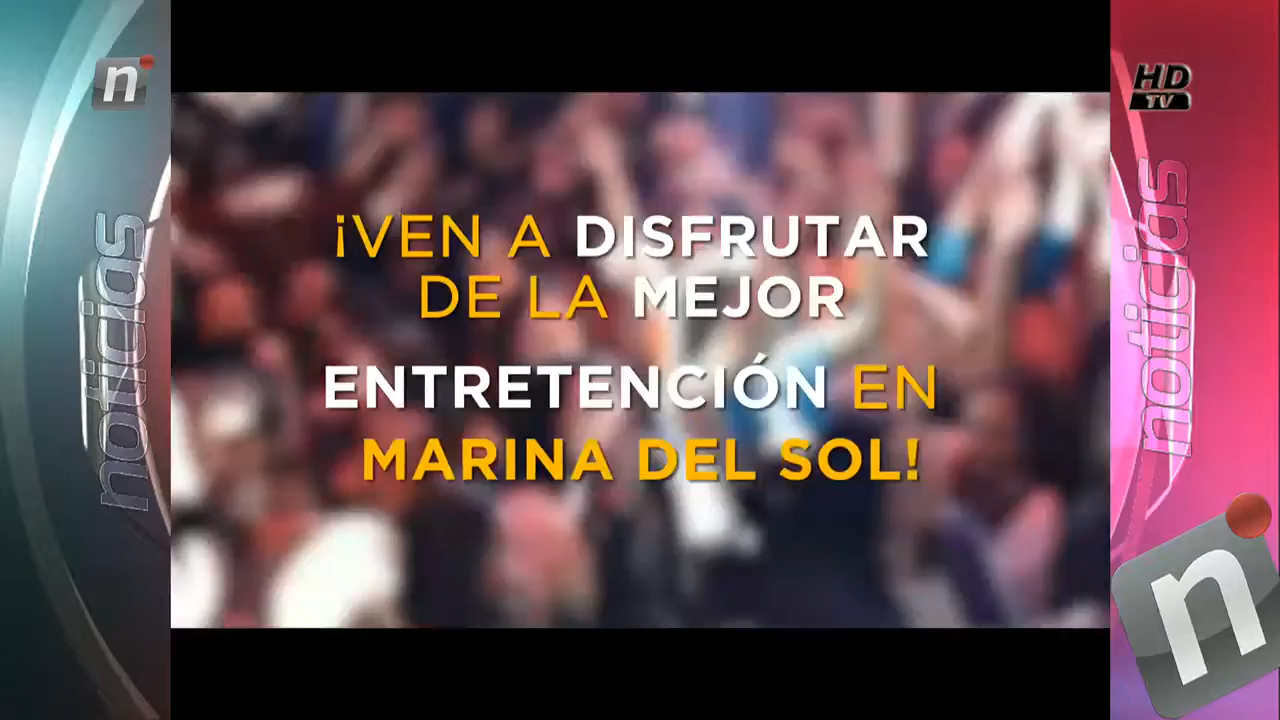 n
HD
TV
noticias
noticias
¡VEN A DISFRUTAR
DE LA MEJOR
ENTRETENCIÓN EN
MARINA DEL SOL!
n